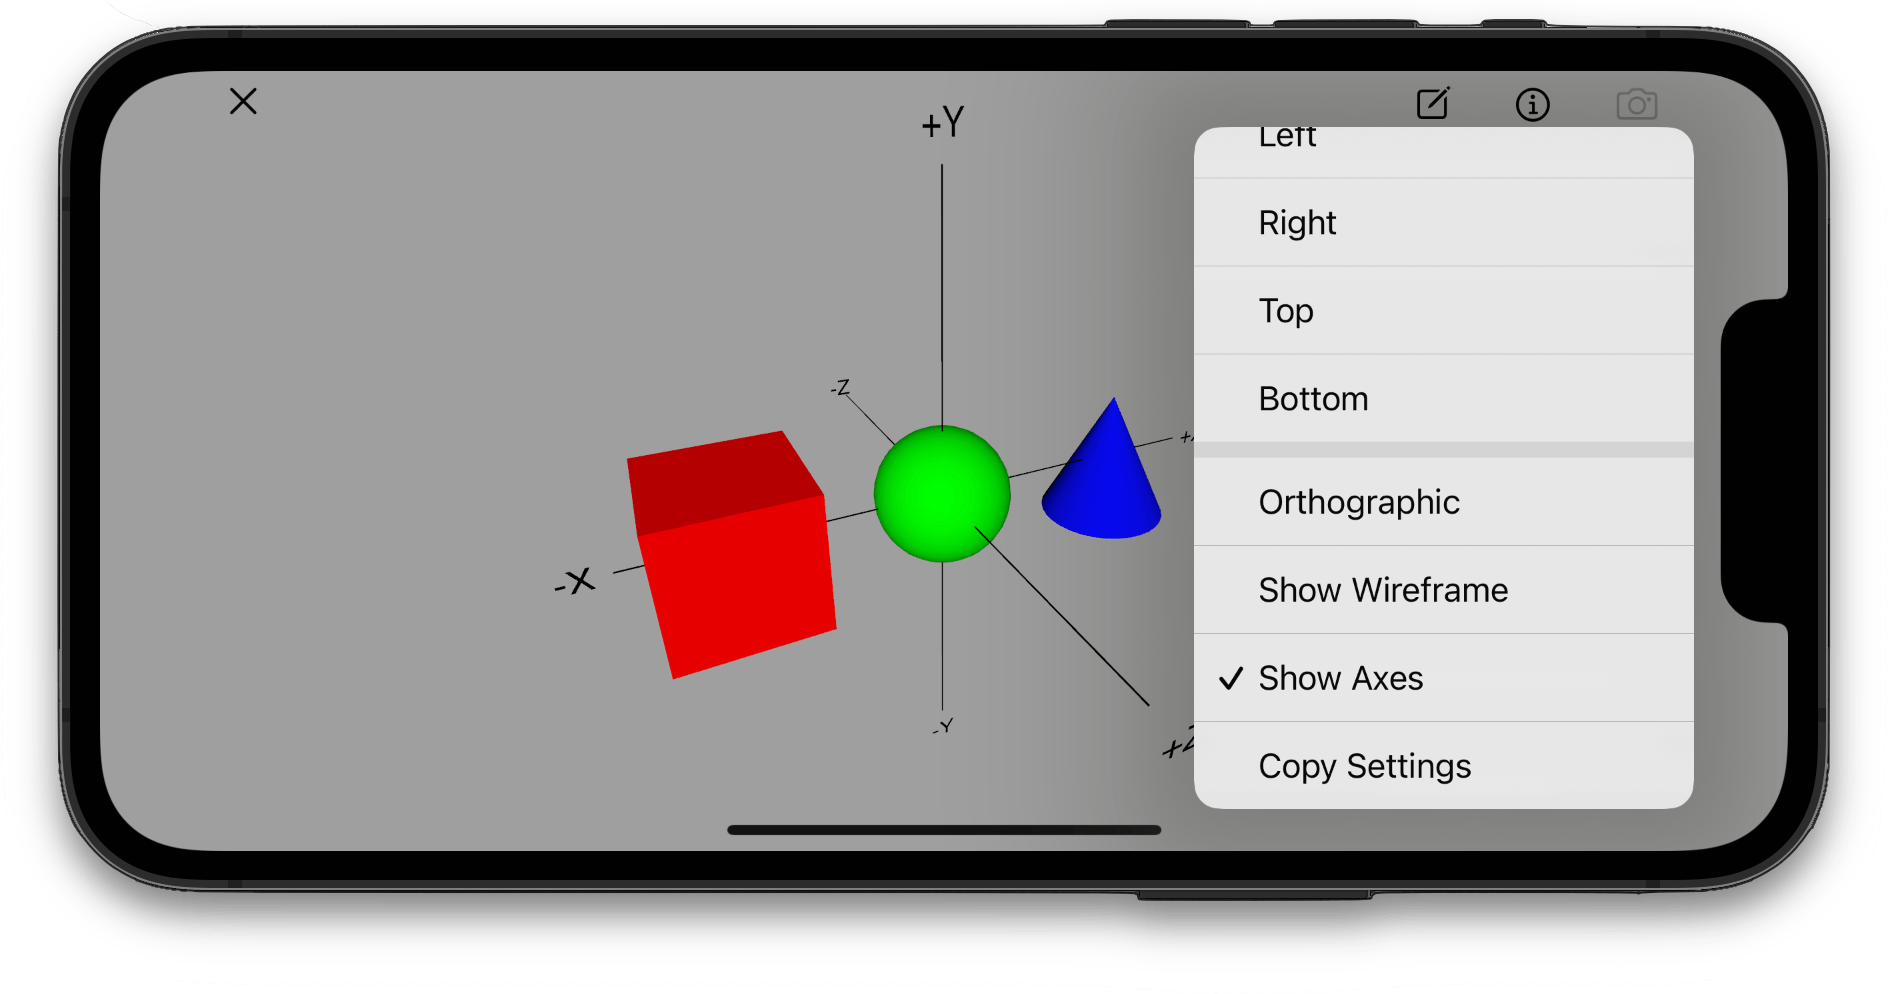 +Y
Left
Right
Top
-Z
Bottom
Orthographic
-X
Show Wireframe
Show Axes
-Y
+Z
Copy Settings